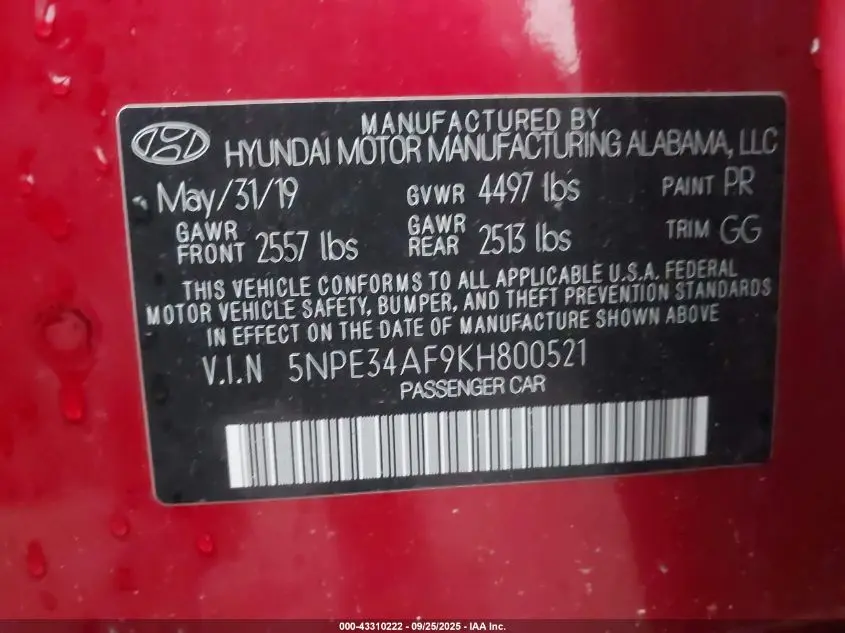 MANUFACTURED BY
HYUNDAI MOTOR MANUFACTURING ALABAMA, LLC
May/31/19 GVWR 4497 lbs PAINT PR
GAWR FRONT 2557 lbs GAWR REAR 2513 lbs TRIM GG
THIS VEHICLE CONFORMS TO ALL APPLICABLE U.S.A. FEDERAL
MOTOR VEHICLE SAFETY, BUMPER, AND THEFT PREVENTION STANDARDS
IN EFFECT ON THE DATE OF MANUFACTURE SHOWN ABOVE
V.I.N 5NPE34AF9KH800521
PASSENGER CAR
000-43310222 - 09/25/2025 - IAA Inc.